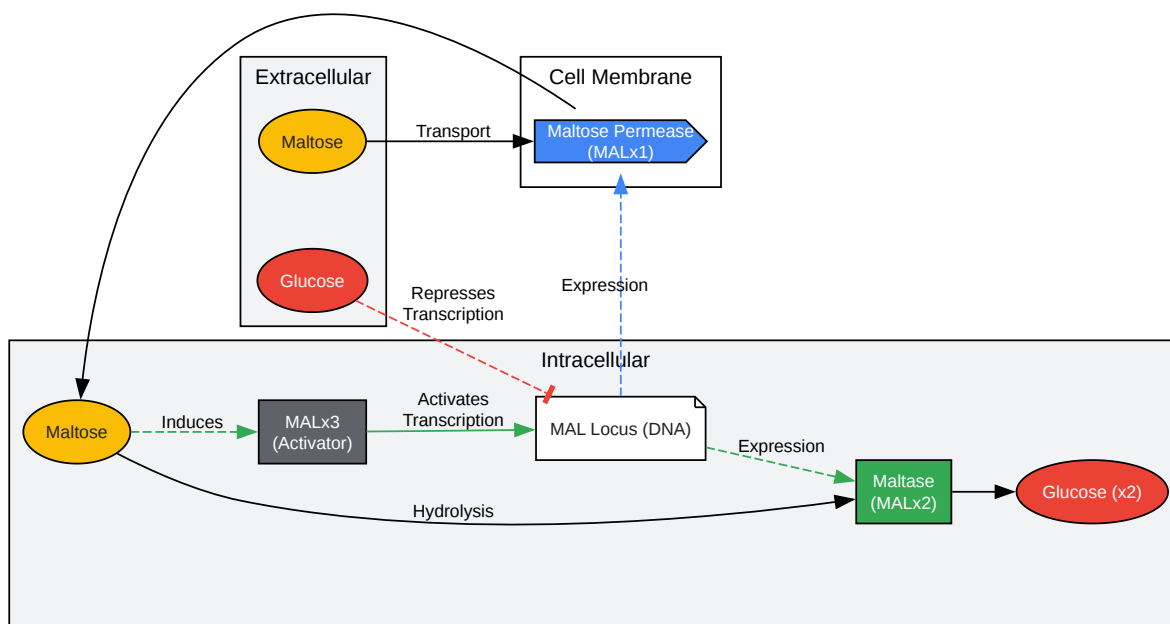 Extracellular
Cell Membrane
Maltose
Transport
Maltose Permease
(MALx1)
Glucose
Represses
Transcription
Expression
Intracellular
Maltose
Induces
MALx3
(Activator)
Activates
Transcription
MAL Locus (DNA)
Expression
Maltase
(MALx2)
Glucose (x2)
Hydrolysis